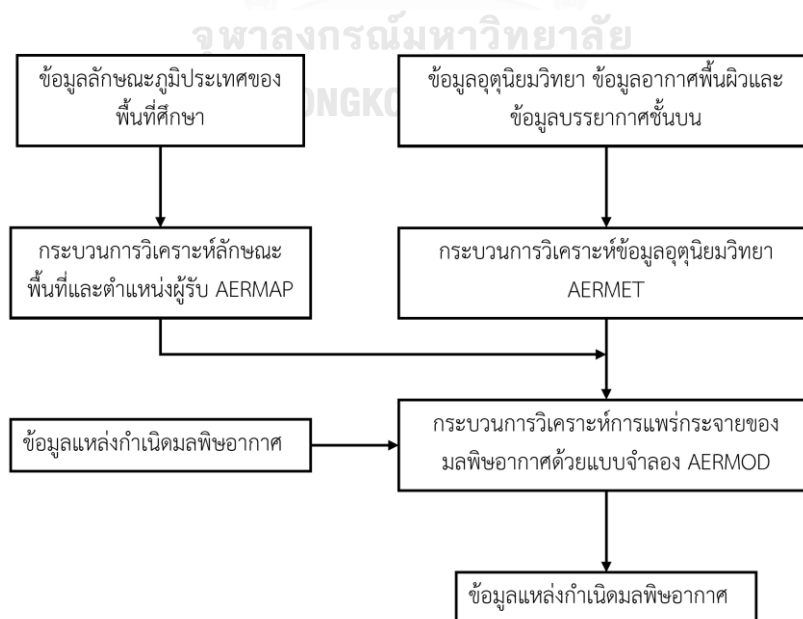 จุฬาลงกรณ์มหาวิทยาลัย
ข้อมูลลักษณะภูมิประเทศของ
พื้นที่ศึกษา
ข้อมูลอุตุนิยมวิทยา ข้อมูลอากาศพื้นผิวและ
ข้อมูลบรรยากาศชั้นบน
ONGKO
กระบวนการวิเคราะห์ลักษณะ
พื้นที่และตำแหน่งผู้รับ AERMAP
กระบวนการวิเคราะห์ข้อมูลอุตุนิยมวิทยา
AERMET
ข้อมูลแหล่งกำเนิดมลพิษอากาศ
กระบวนการวิเคราะห์การแพร่กระจายของ
มลพิษอากาศด้วยแบบจำลอง AERMOD
ข้อมูลแหล่งกำเนิดมลพิษอากาศ